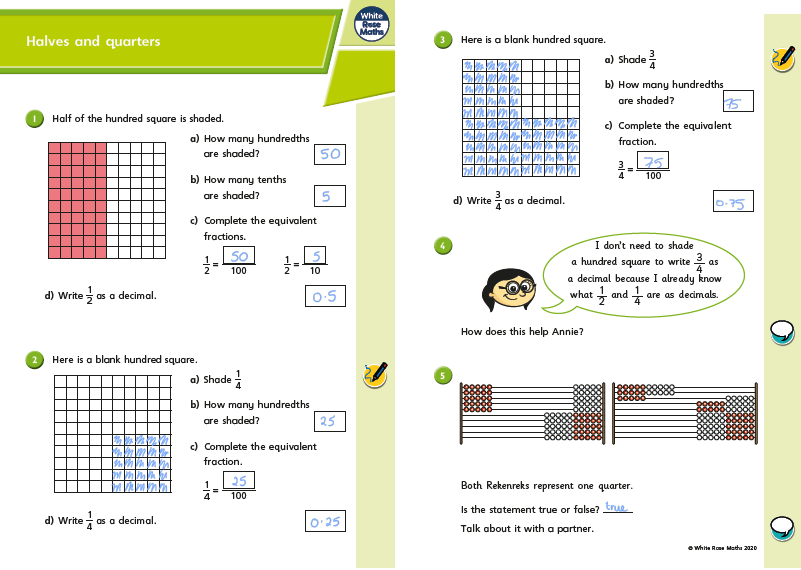 Halves and quarters
White
Rose
Maths
1 Half of the hundred square is shaded.
a) How many hundredths
are shaded? 50
b) How many tenths
are shaded? 5
c) Complete the equivalent
fractions.
1/2 = 50/100 1/2 = 5/10
d) Write 1/2 as a decimal. 0.5
2 Here is a blank hundred square.
a) Shade 1/4
b) How many hundredths
are shaded? 25
c) Complete the equivalent
fraction.
1/4 = 25/100
d) Write 1/4 as a decimal. 0.25
3 Here is a blank hundred square.
a) Shade 3/4
b) How many hundredths
are shaded? 75
c) Complete the equivalent
fraction.
3/4 = 75/100
d) Write 3/4 as a decimal. 0.75
4 I don't need to shade
a hundred square to write 3/4 as
a decimal because I already know
what 1/2 and 1/4 are as decimals.
How does this help Annie?
5
Both Rekenreks represent one quarter.
Is the statement true or false? true
Talk about it with a partner.
© White Rose Maths 2020